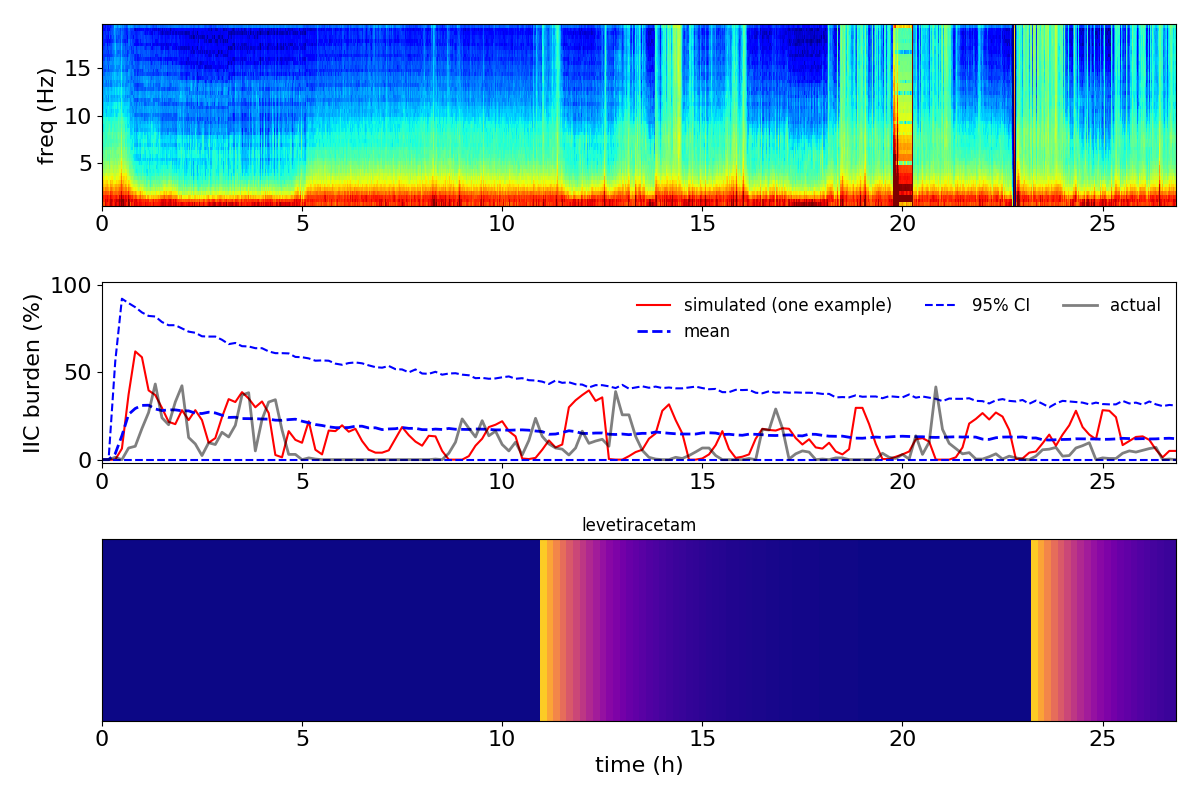 freq (Hz)
15
10
5
0 5 10 15 20 25
IIC burden (%)
100
50
0
simulated (one example)
mean
95% CI
actual
0 5 10 15 20 25
levetiracetam
0 5 10 15 20 25
time (h)